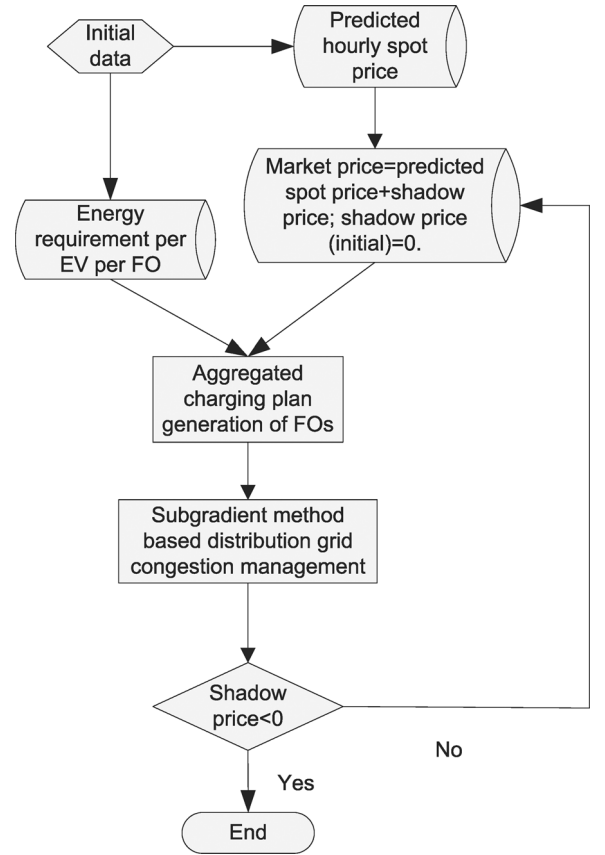 Initial
data
Predicted
hourly spot
price
Market price=predicted
spot price+shadow
price; shadow price
(initial)=0.
Energy
requirement per
EV per FO
Aggregated
charging plan
generation of FOs
Subgradient method
based distribution grid
congestion management
Shadow
price<0
No
Yes
End